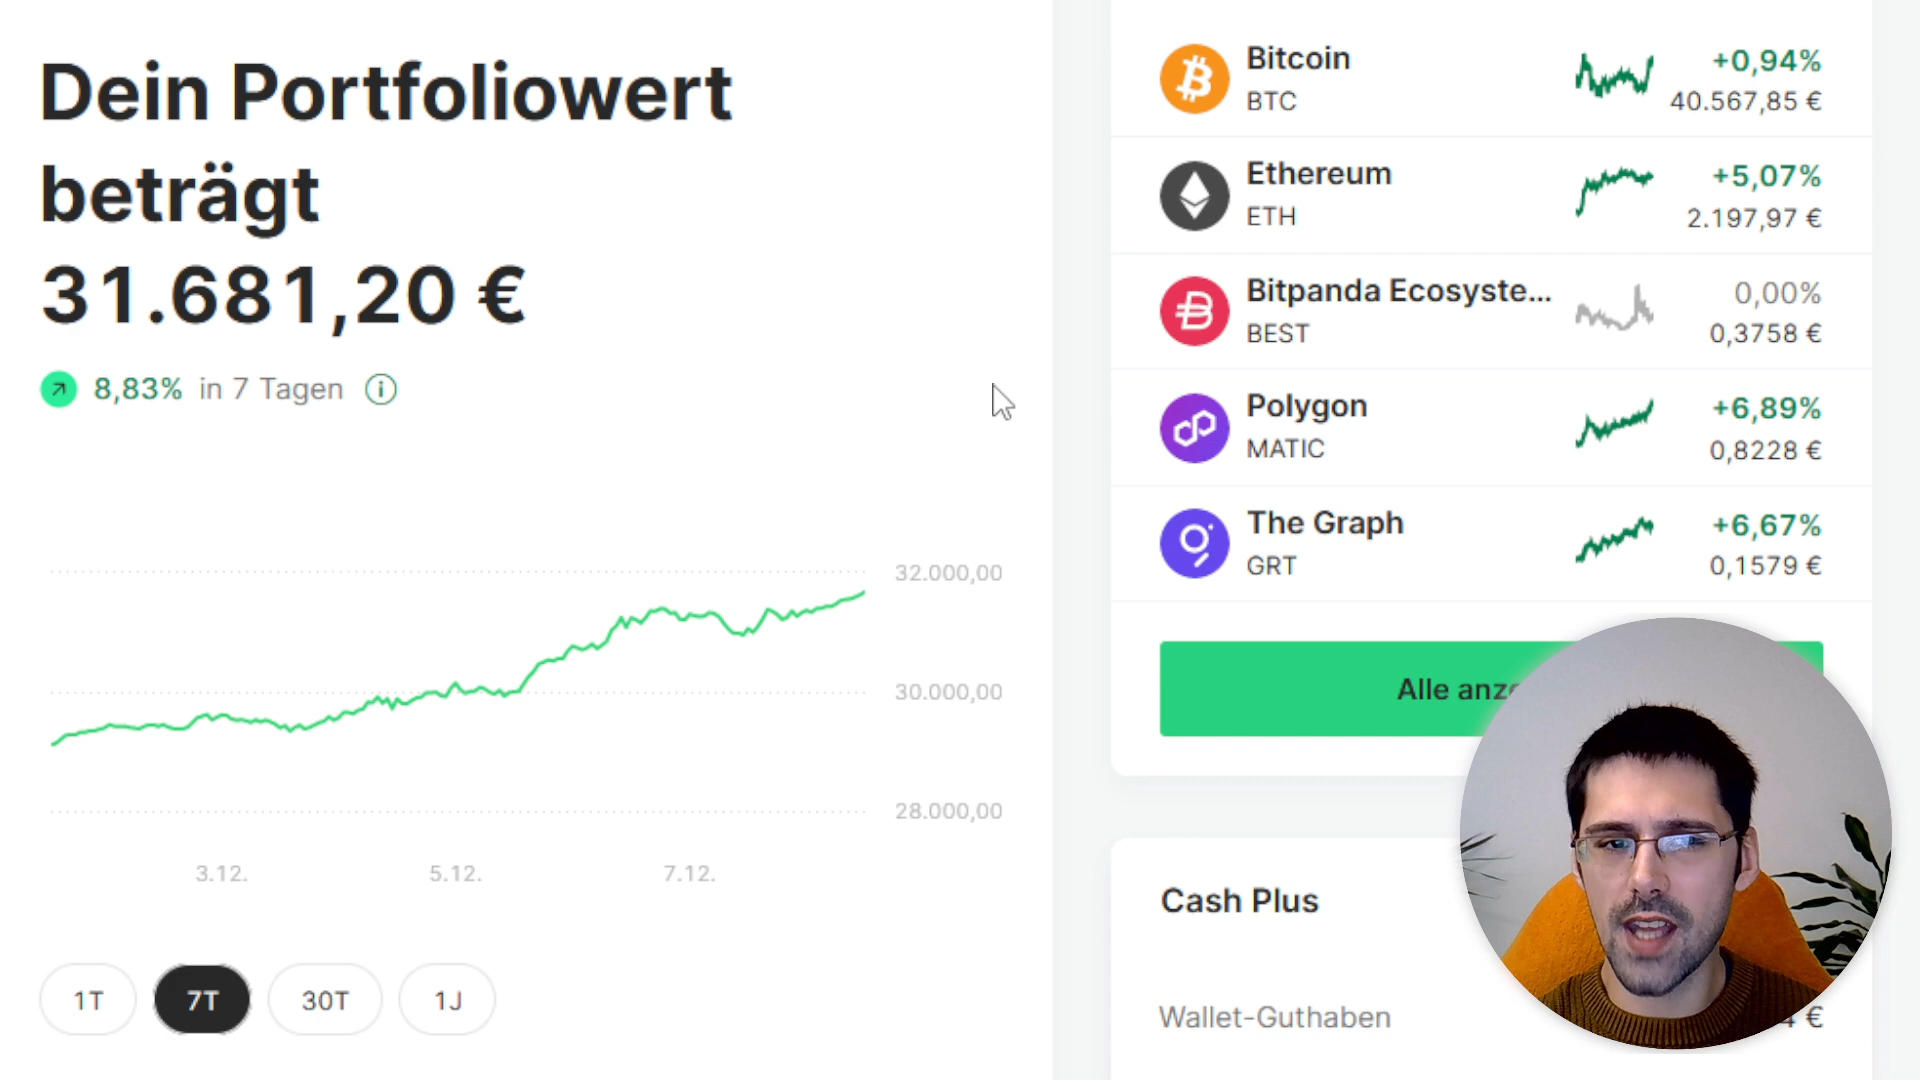 Dein Portfoliowert
beträgt
31.681,20 €
8,83% in 7 Tagen
32.000,00
30.000,00
28.000,00
3.12. 5.12. 7.12.
1T 7T 30T 1J
Bitcoin +0,94%
BTC 40.567,85 €
Ethereum +5,07%
ETH 2.197,97 €
Bitpanda Ecosyste... 0,00%
BEST 0,3758 €
Polygon +6,89%
MATIC 0,8228 €
The Graph +6,67%
GRT 0,1579 €
Alle
Cash Plus
Wallet-Guthaben €